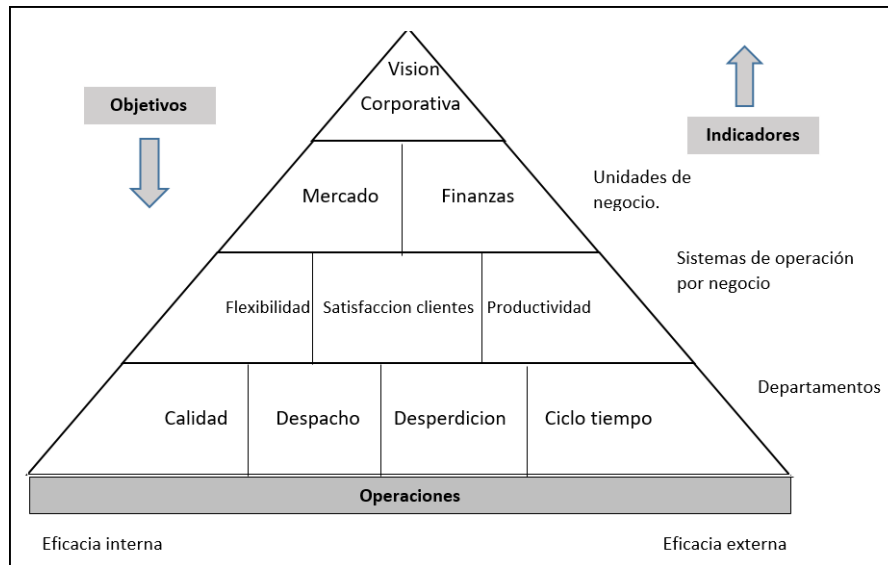 Vision
Corporativa
Objetivos
Indicadores
Mercado
Finanzas
Unidades de
negocio.
Flexibilidad
Satisfaccion clientes
Productividad
Sistemas de operación
por negocio
Calidad
Despacho
Desperdicion
Ciclo tiempo
Departamentos
Operaciones
Eficacia interna
Eficacia externa